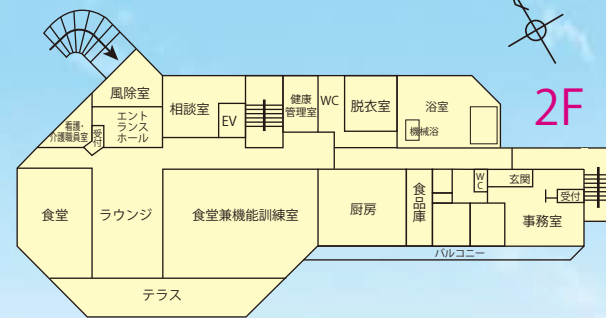 2F
風除室
看護・
介護職員室
受付
エント
ランス
ホール
相談室
EV
健康
管理室
WC
脱衣室
浴室
機械浴
食堂
ラウンジ
食堂兼機能訓練室
厨房
食品庫
WC
玄関
受付
事務室
バルコニー
テラス